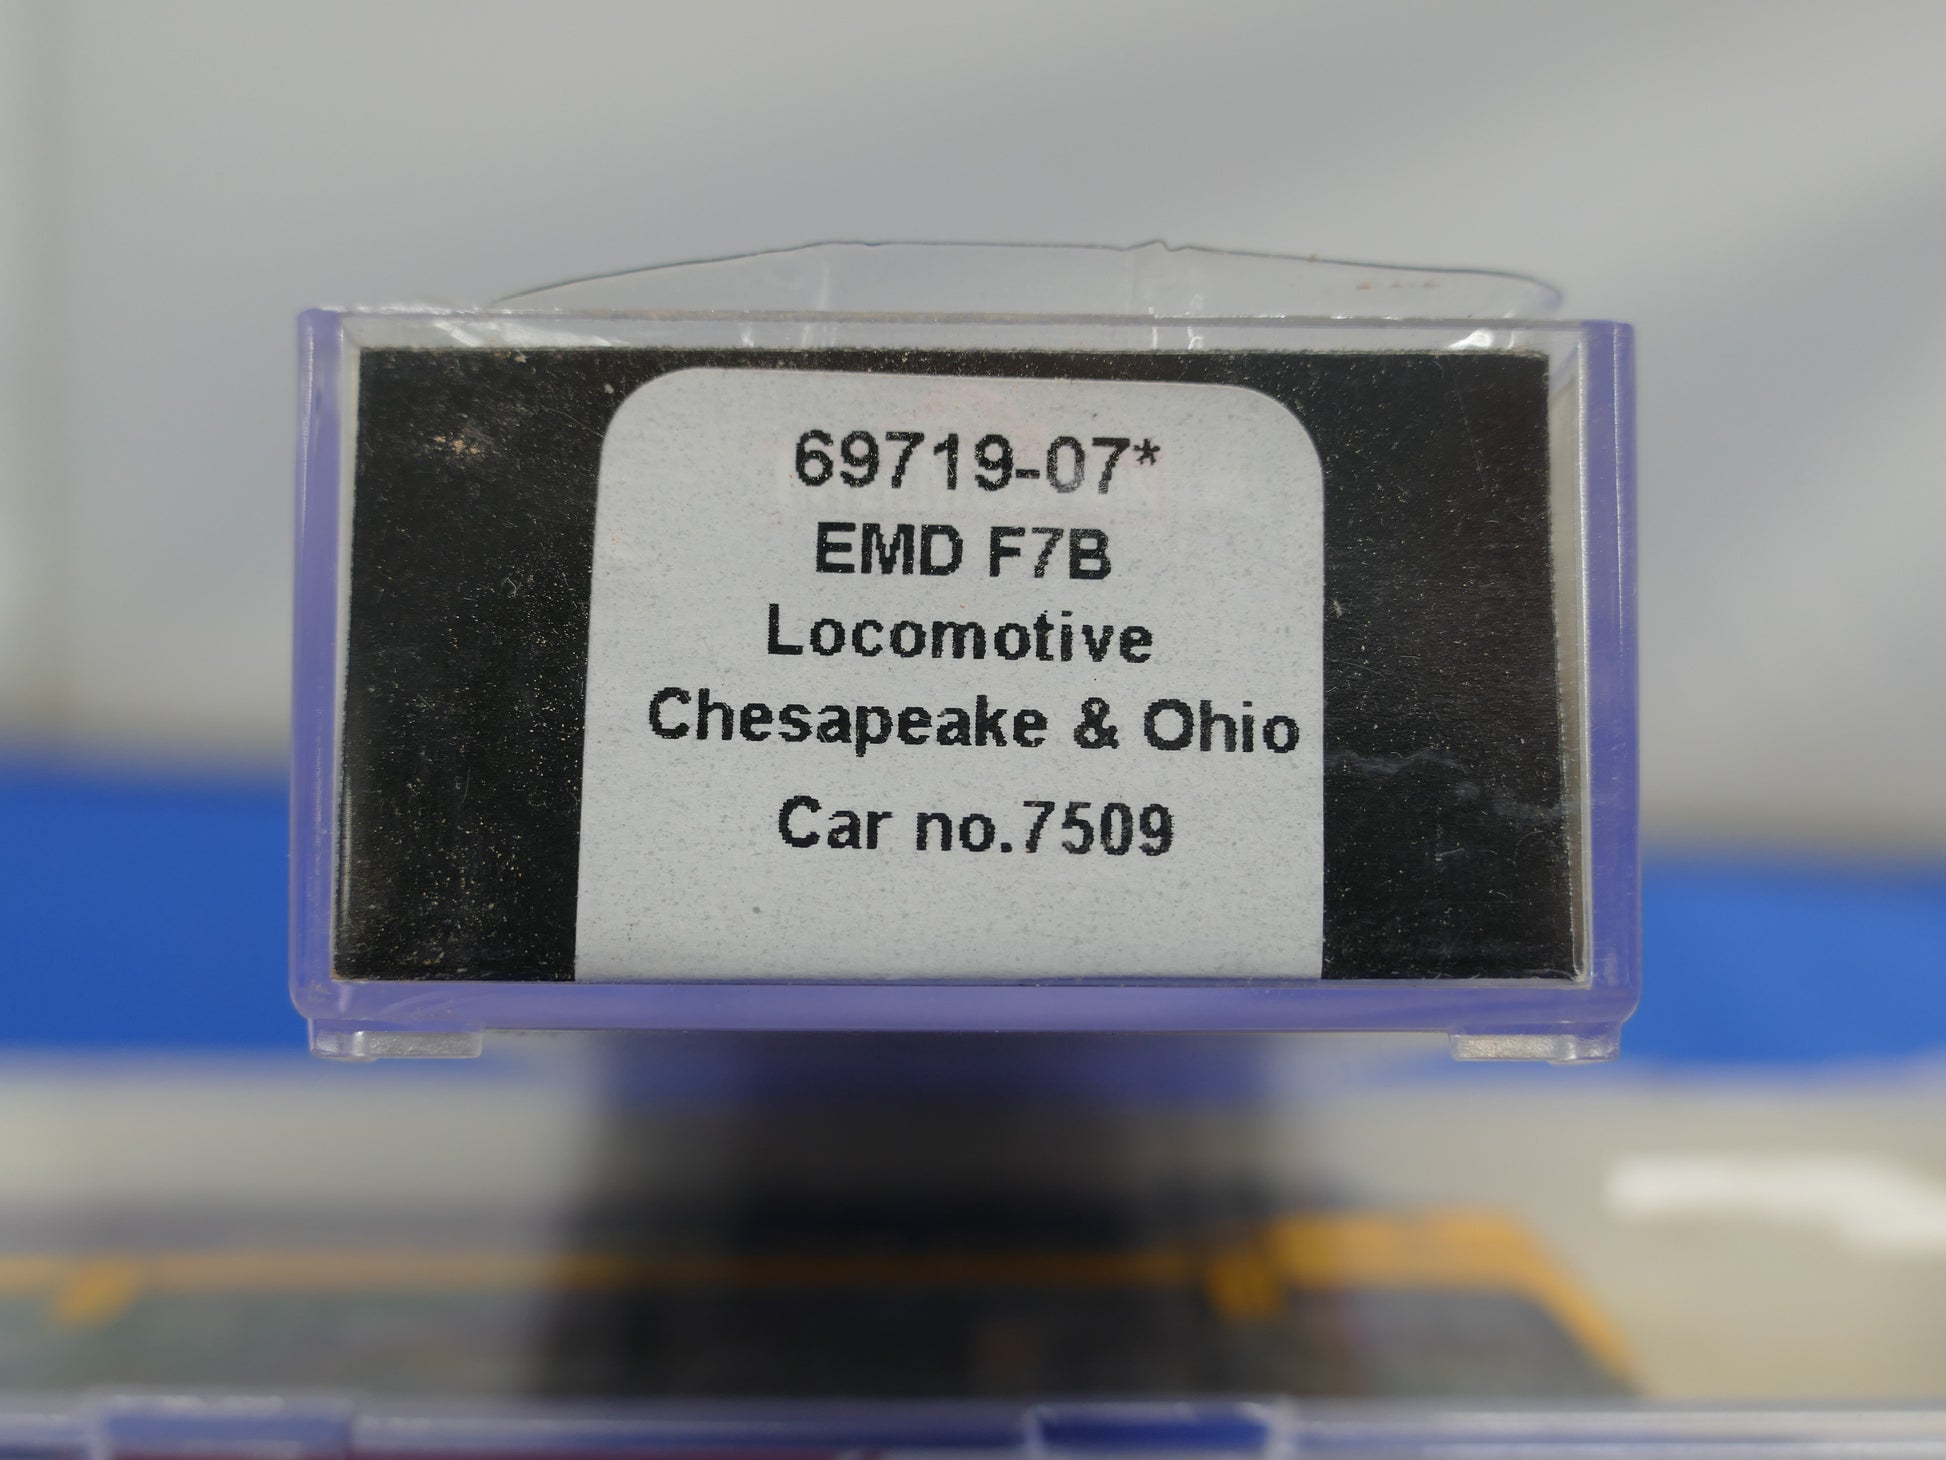 69719-07*
EMD F7B
Locomotive
Chesapeake & Ohio
Car no.7509